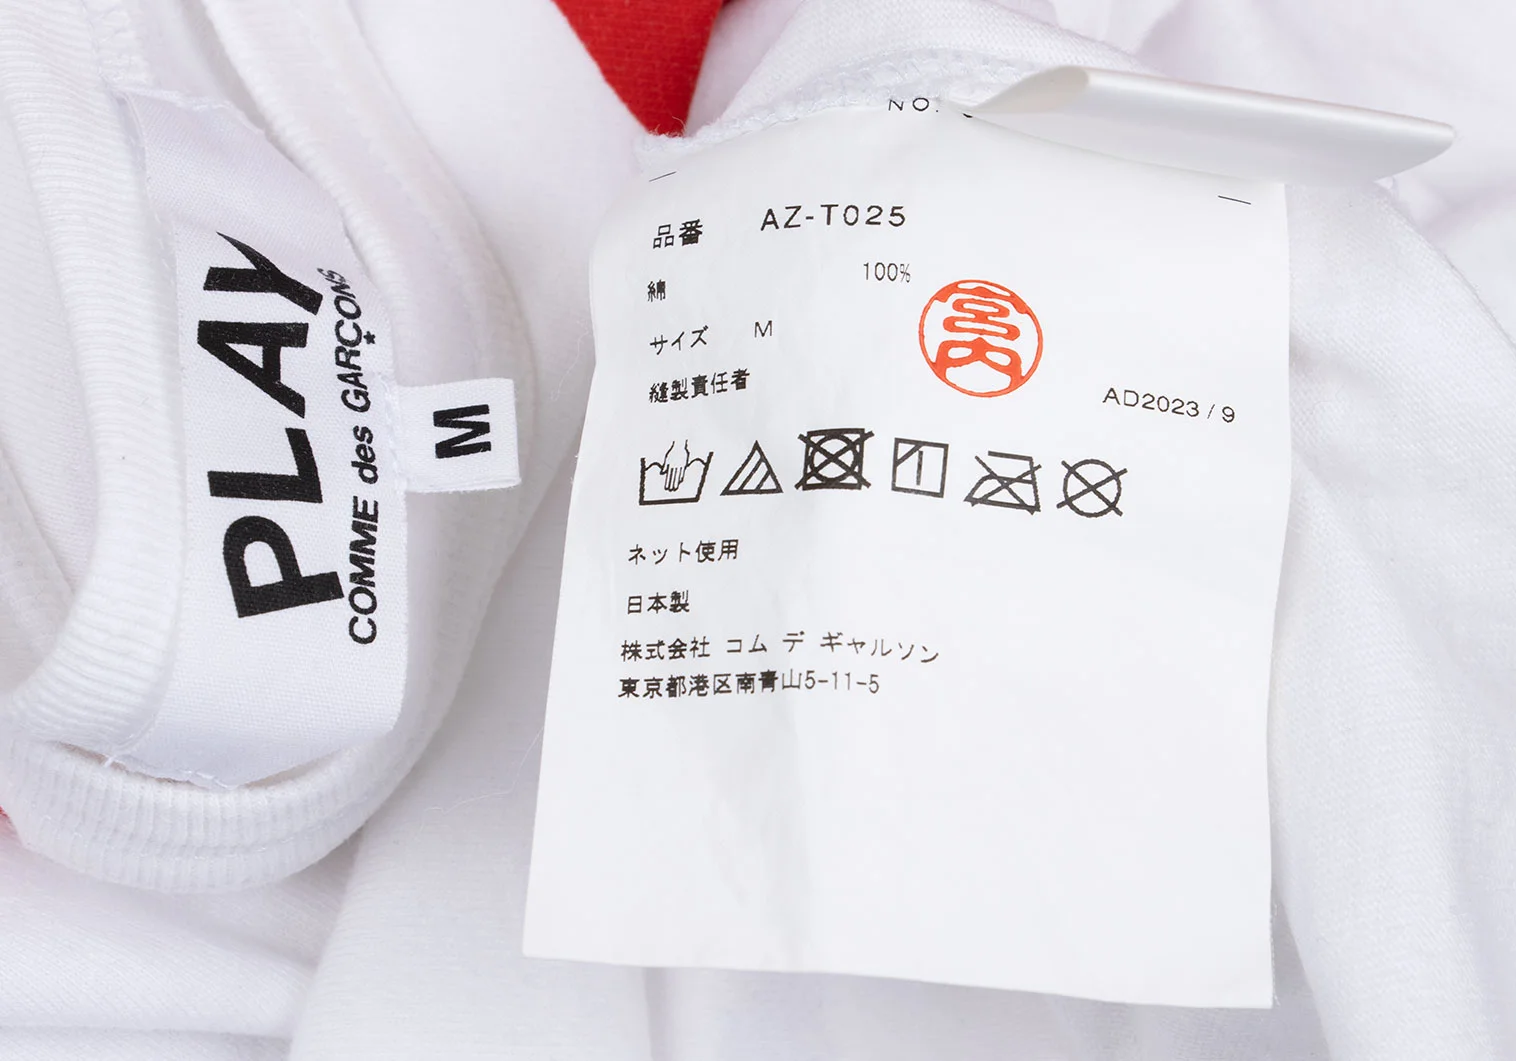 PLAY
COMME des GARÇONS
M
NO.
品番 AZ-T025
綿 100%
サイズ M
縫製責任者
宮内
AD2023/9
ネット使用
日本製
株式会社 コム デ ギャルソン
東京都港区南青山5-11-5